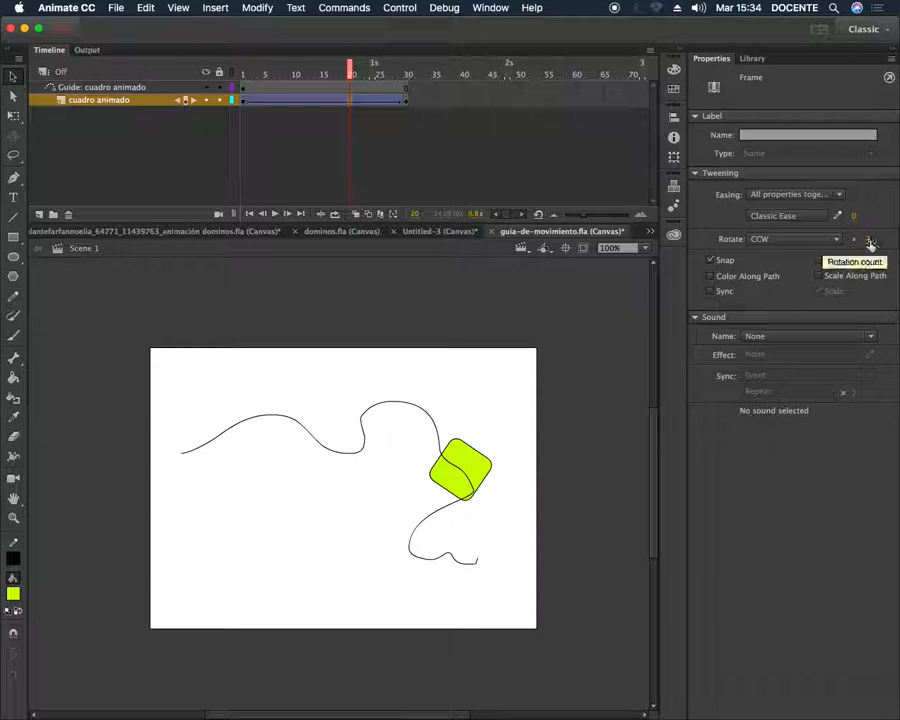 Animate CC File Edit View Insert Modify Text Commands Control Debug Window Help Mar 15:34 DOCENTE
Classic
Timeline Output
Off 1s 2s 3
1 5 10 15 20 25 30 35 40 45 50 55 60 65 70 75
Guide: cuadro animado
cuadro animado
20 24.00 fps 0.8s
lantefarfannoelia_64771_11439763_animación dominos.fla (Canvas)* dominos.fla (Canvas) Untitled-3 (Canvas)* guia-de-movimiento.fla (Canvas)*
Scene 1 100%
Properties Library
Frame
Label
Name:
Type: Name
Tweening
Easing: All properties toge...
Classic Ease 0
Rotate: CCW ×
Rotation count
Snap
Color Along Path Scale Along Path
Sync Scale
Sound
Name: None
Effect: None
Sync: Event
Repeat
No sound selected